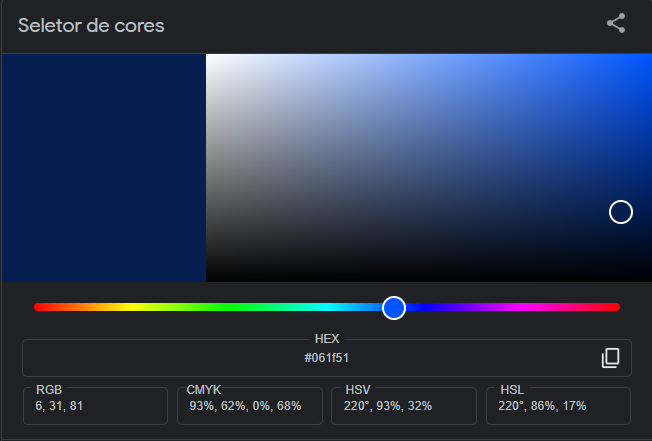 Seletor de cores
HEX
#061f51
RGB
6, 31, 81
CMYK
93%, 62%, 0%, 68%
HSV
220°, 93%, 32%
HSL
220°, 86%, 17%